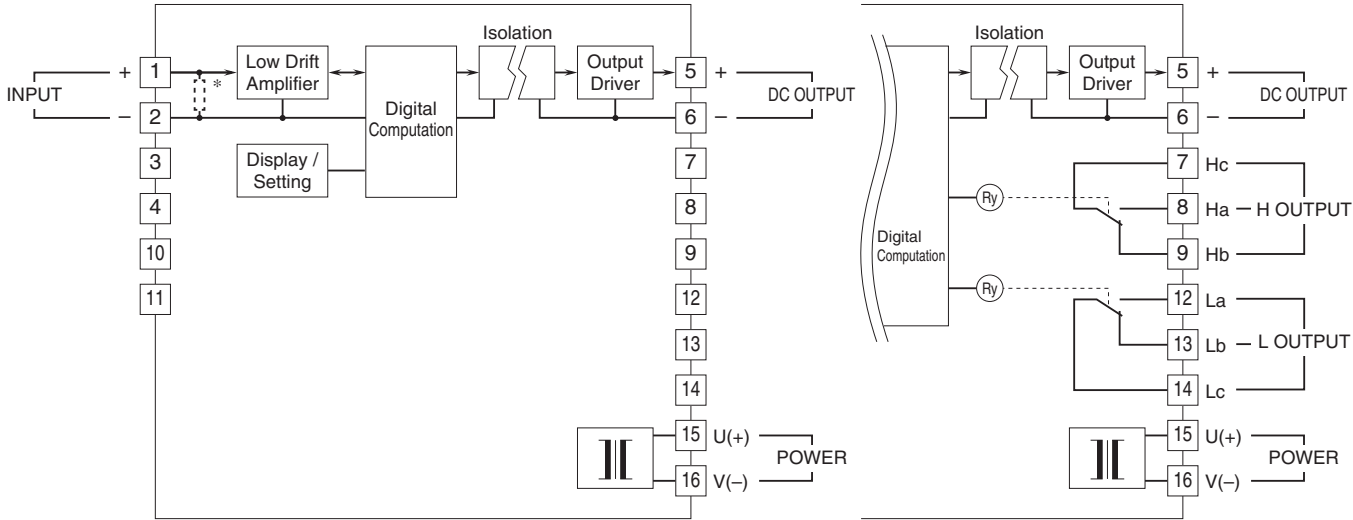 Isolation
Low Drift
Amplifier
Output
Driver
+ 1
5 +
INPUT
*
DC OUTPUT
– 2
6 –
Digital
Computation
3
Display /
Setting
7
4
8
10
9
11
12
13
14
15 U(+)
POWER
16 V(–)
Isolation
Output
Driver
5 +
DC OUTPUT
6 –
7 Hc
Ry
8 Ha
H OUTPUT
Digital
Computation
9 Hb
Ry
12 La
13 Lb
L OUTPUT
14 Lc
15 U(+)
POWER
16 V(–)